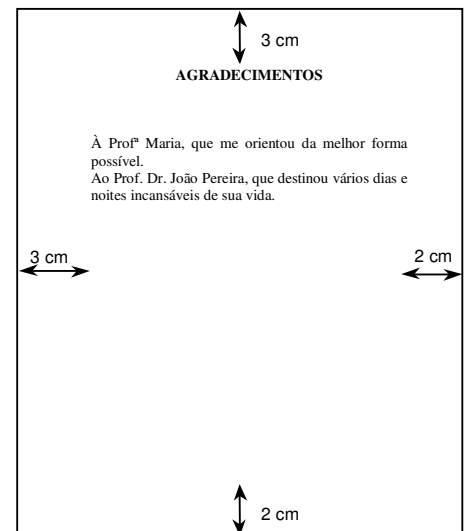 3 cm
AGRADECIMENTOS
À Profª Maria, que me orientou da melhor forma
possível.
Ao Prof. Dr. João Pereira, que destinou vários dias e
noites incansáveis de sua vida.
3 cm
2 cm
2 cm